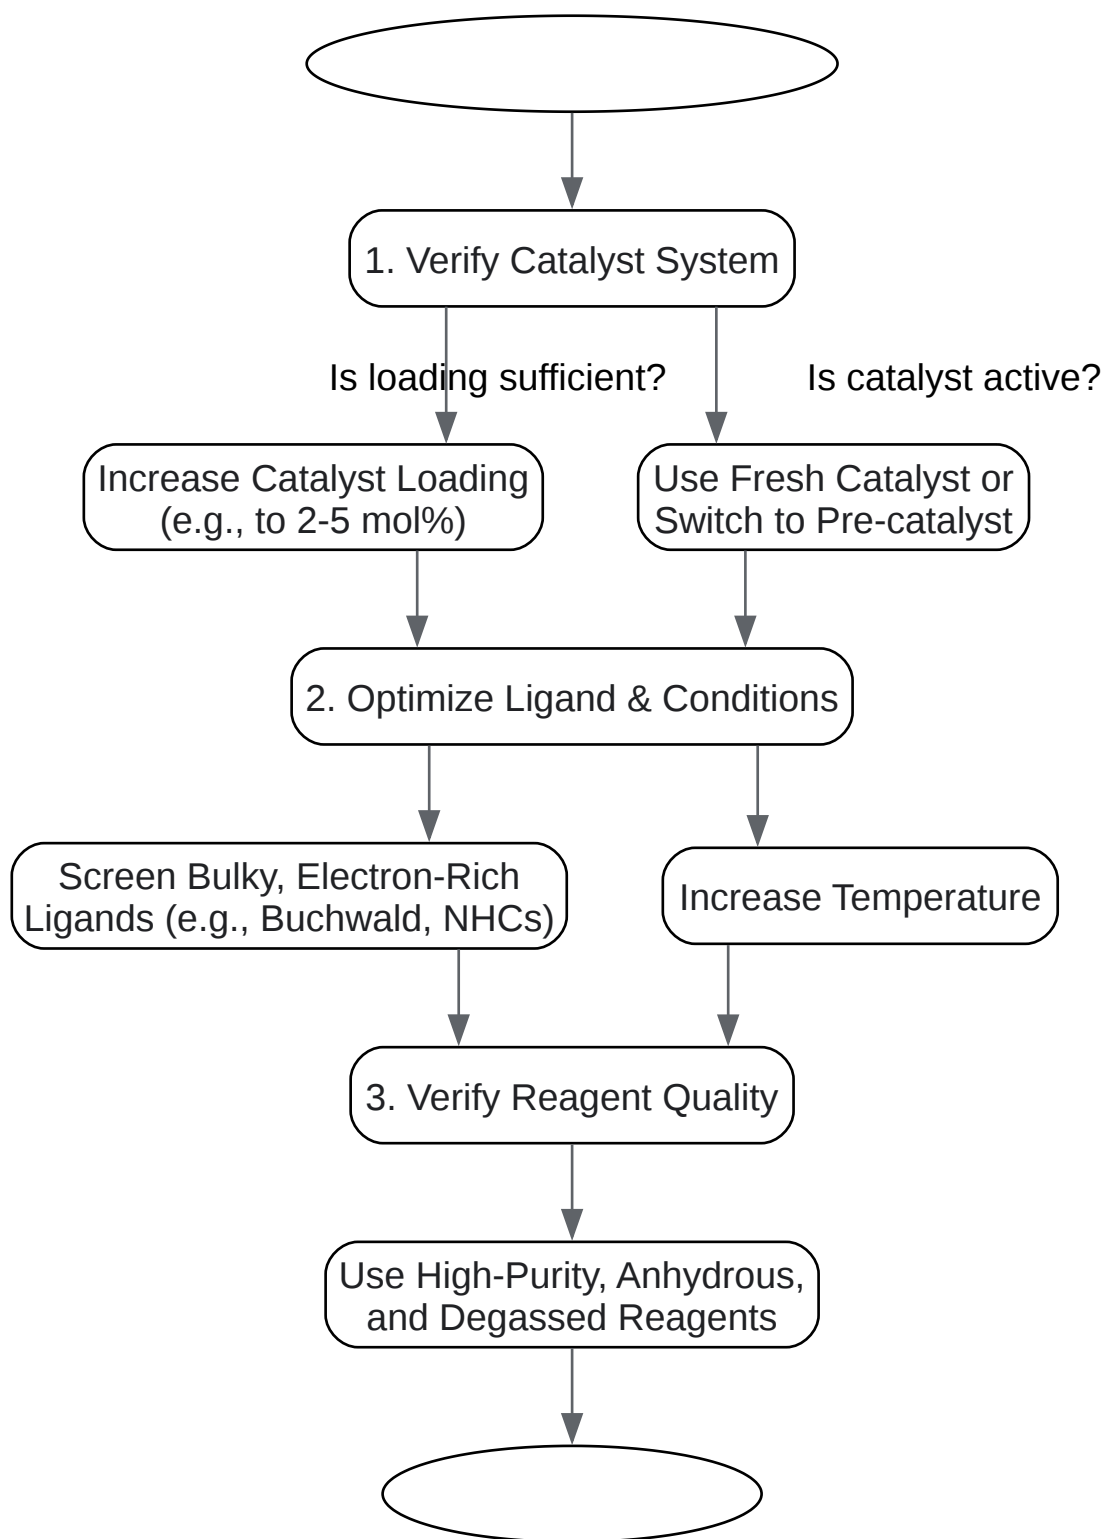 1. Verify Catalyst System
Is loading sufficient?
Is catalyst active?
Increase Catalyst Loading
(e.g., to 2-5 mol%)
Use Fresh Catalyst or
Switch to Pre-catalyst
2. Optimize Ligand & Conditions
Screen Bulky, Electron-Rich
Ligands (e.g., Buchwald, NHCs)
Increase Temperature
3. Verify Reagent Quality
Use High-Purity, Anhydrous,
and Degassed Reagents